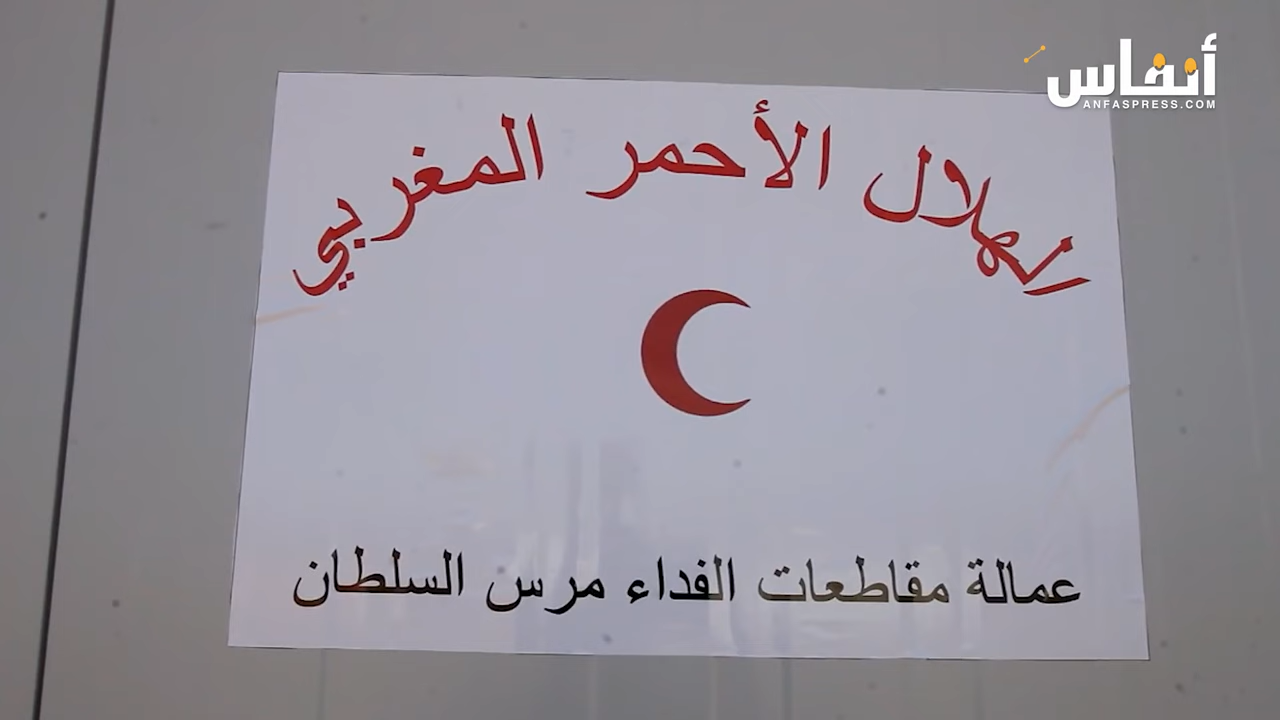 أنفاس
ANFASPRESS.COM
الهلال الأحمر المغربي
عمالة مقاطعات الفداء مرس السلطان